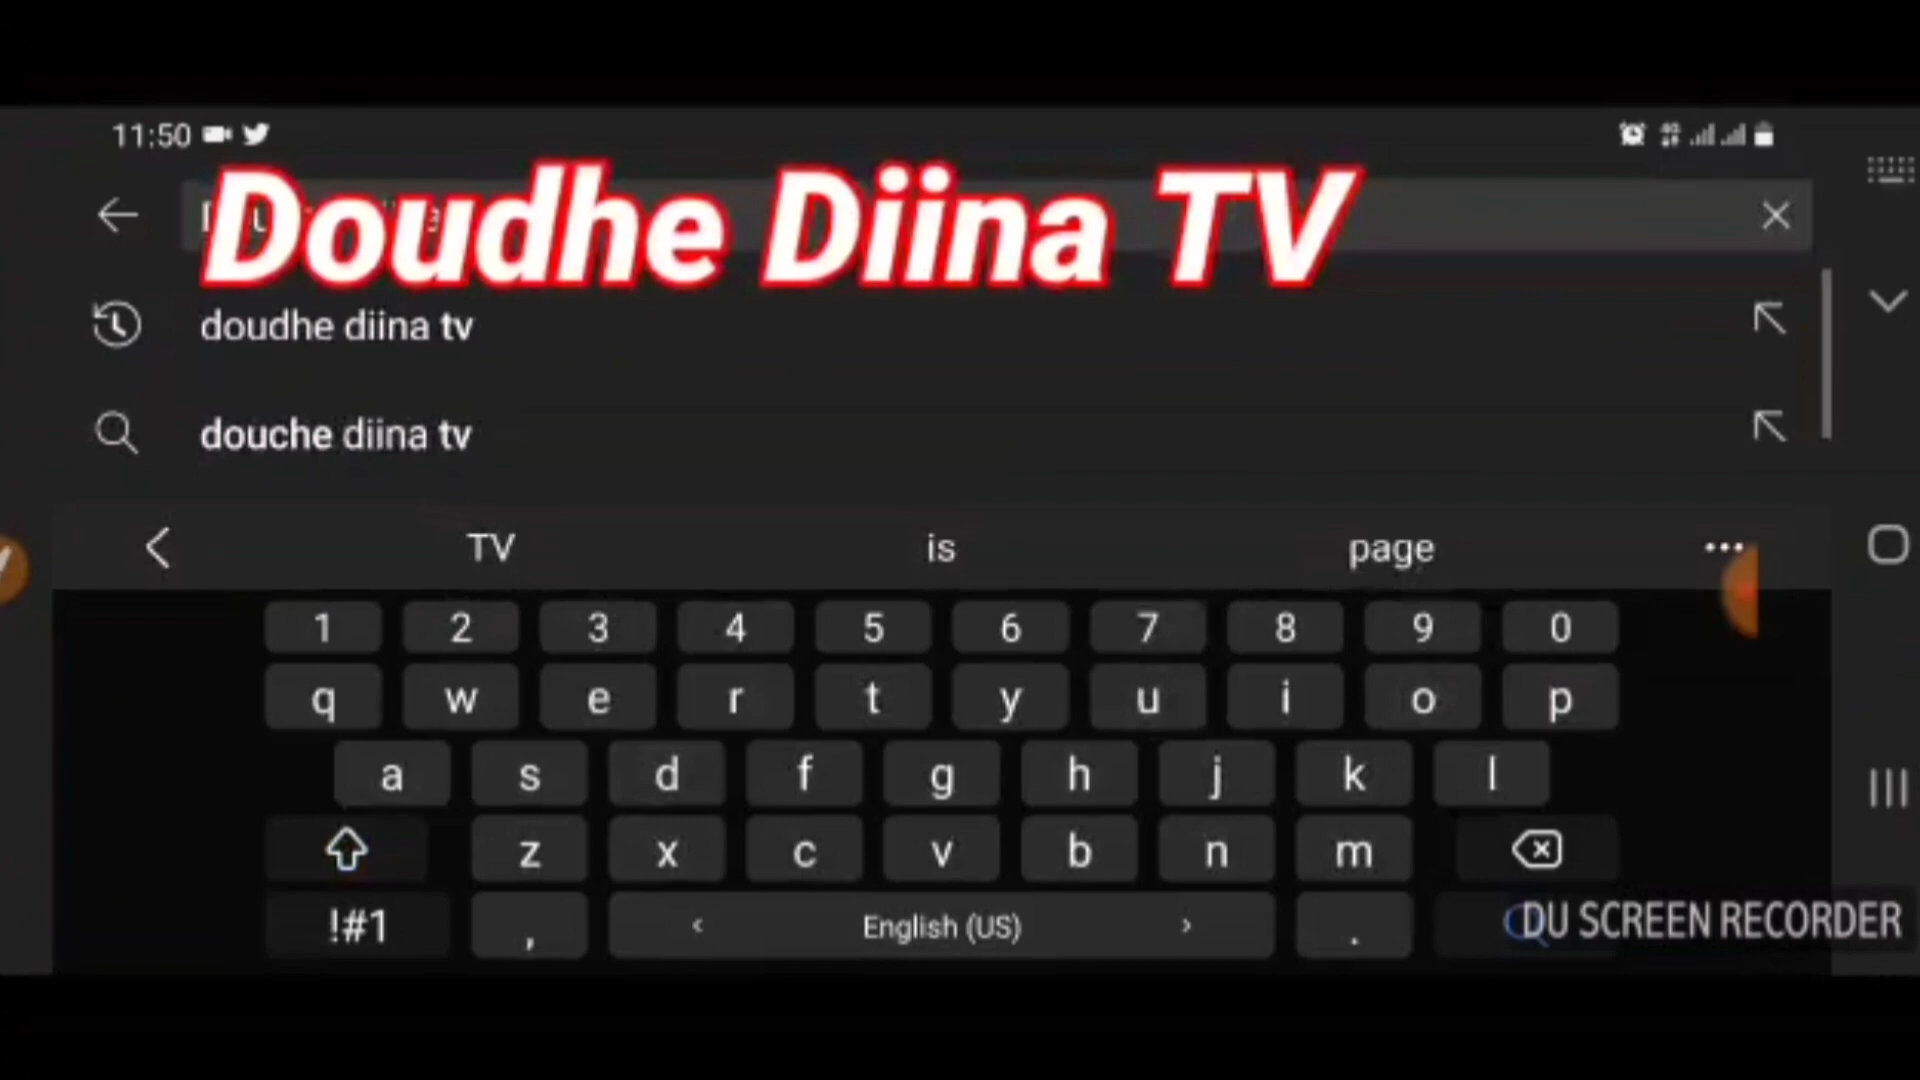 11:50
Doudhe Diina TV
doudhe diina tv
douche diina tv
TV is page
1 2 3 4 5 6 7 8 9 0
q w e r t y u i o p
a s d f g h j k l
z x c v b n m
!#1 , < English (US) > .
DU SCREEN RECORDER